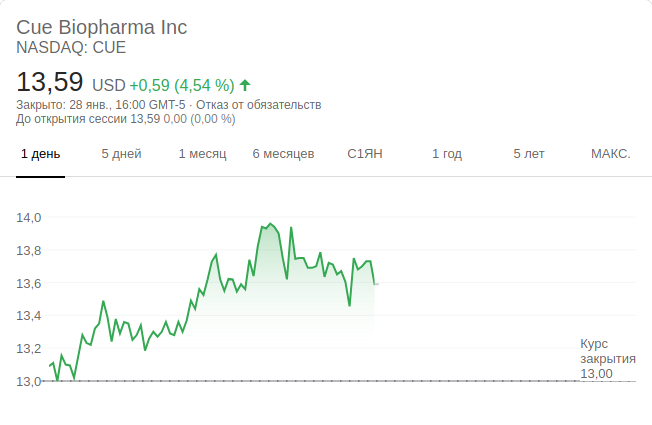 Cue Biopharma Inc
NASDAQ: CUE
13,59 USD +0,59 (4,54 %)
Закрыто: 28 янв., 16:00 GMT-5 · Отказ от обязательств
До открытия сессии 13,59 0,00 (0,00 %)
1 день 5 дней 1 месяц 6 месяцев С1ЯН 1 год 5 лет МАКС.
14,0
13,8
13,6
13,4
13,2
13,0
Курс
закрытия
13,00